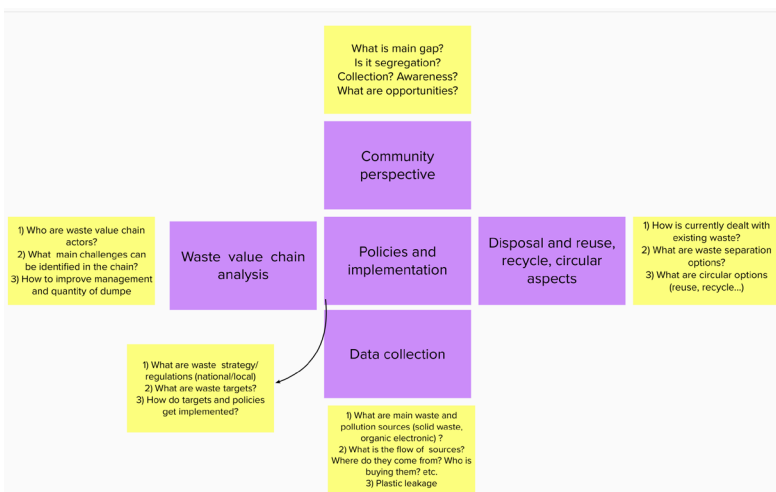 What is main gap?
Is it segregation?
Collection? Awareness?
What are opportunities?
Community
perspective
1) Who are waste value chain
actors?
2) What  main challenges can
be identified in the chain?
3) How to improve management
and quantity of dumpe
Waste  value  chain
analysis
Policies and
implementation
Disposal and reuse,
recycle, circular
aspects
1) How is currently dealt with
existing waste?
2) What are waste separation
options?
3) What are circular options
(reuse, recycle...)
Data collection
1) What are waste  strategy/
regulations (national/local)
2) What are waste targets?
3) How do targets and policies
get implemented?
1) What are main waste and
pollution sources (solid waste,
organic electronic) ?
2) What is the flow of  sources?
Where do they come from? Who is
buying them? etc.
3) Plastic leakage